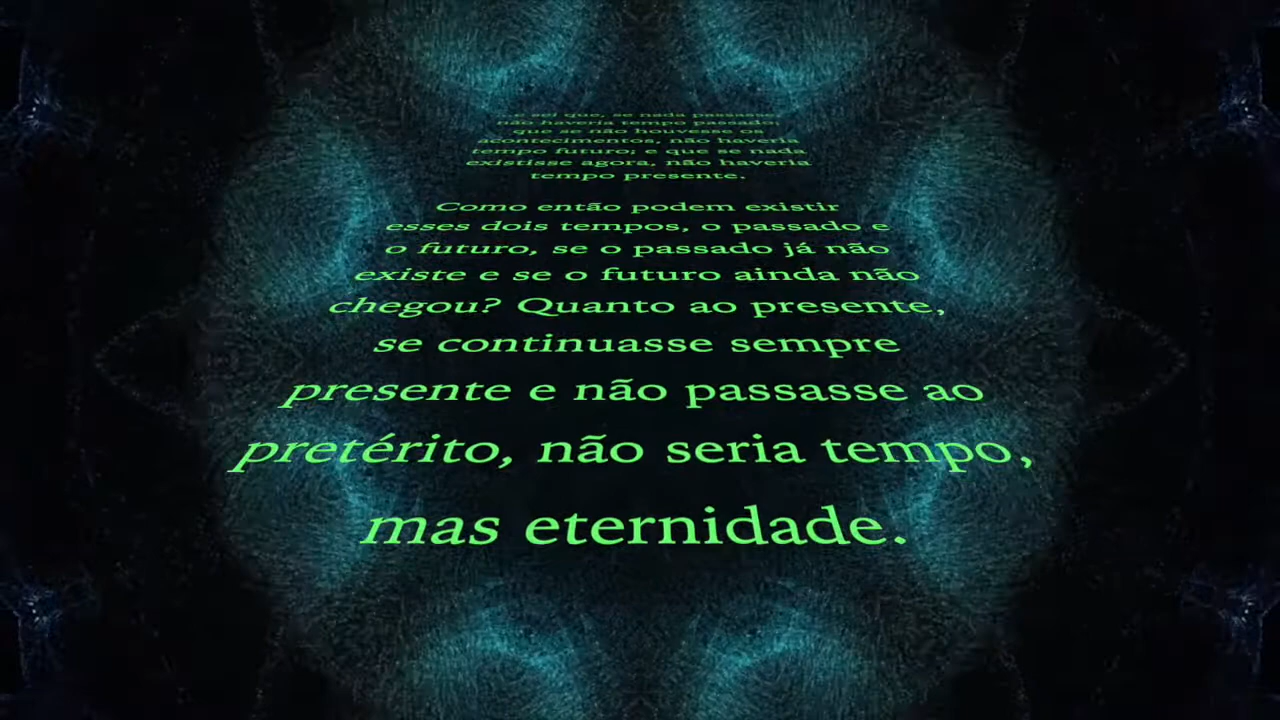 ...e sei que, se nada passasse,
não haveria tempo passado;
que se não houvesse os
acontecimentos, não haveria
tempo futuro; e que se nada
existisse agora, não haveria
tempo presente.
Como então podem existir
esses dois tempos, o passado e
o futuro, se o passado já não
existe e se o futuro ainda não
chegou? Quanto ao presente,
se continuasse sempre
presente e não passasse ao
pretérito, não seria tempo,
mas eternidade.